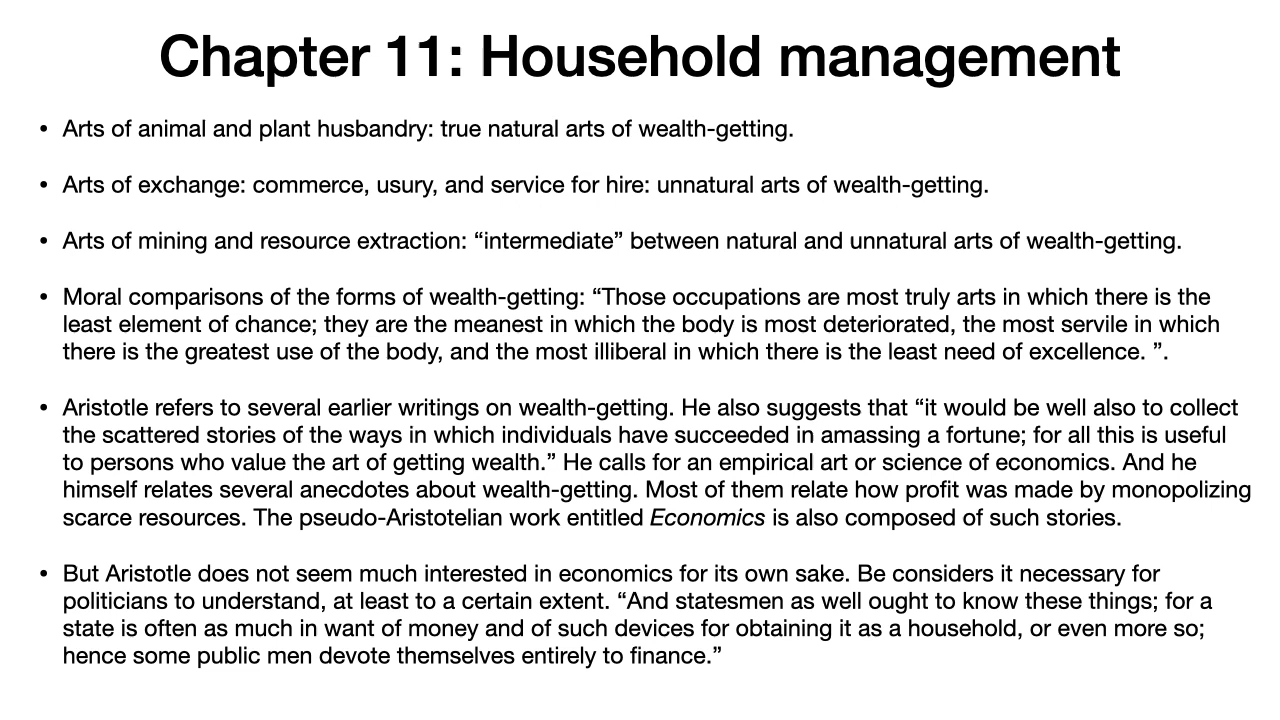 Chapter 11: Household management
• Arts of animal and plant husbandry: true natural arts of wealth-getting.
• Arts of exchange: commerce, usury, and service for hire: unnatural arts of wealth-getting.
• Arts of mining and resource extraction: “intermediate” between natural and unnatural arts of wealth-getting.
• Moral comparisons of the forms of wealth-getting: “Those occupations are most truly arts in which there is the
least element of chance; they are the meanest in which the body is most deteriorated, the most servile in which
there is the greatest use of the body, and the most illiberal in which there is the least need of excellence. ”.
• Aristotle refers to several earlier writings on wealth-getting. He also suggests that “it would be well also to collect
the scattered stories of the ways in which individuals have succeeded in amassing a fortune; for all this is useful
to persons who value the art of getting wealth.” He calls for an empirical art or science of economics. And he
himself relates several anecdotes about wealth-getting. Most of them relate how profit was made by monopolizing
scarce resources. The pseudo-Aristotelian work entitled Economics is also composed of such stories.
• But Aristotle does not seem much interested in economics for its own sake. Be considers it necessary for
politicians to understand, at least to a certain extent. “And statesmen as well ought to know these things; for a
state is often as much in want of money and of such devices for obtaining it as a household, or even more so;
hence some public men devote themselves entirely to finance.”